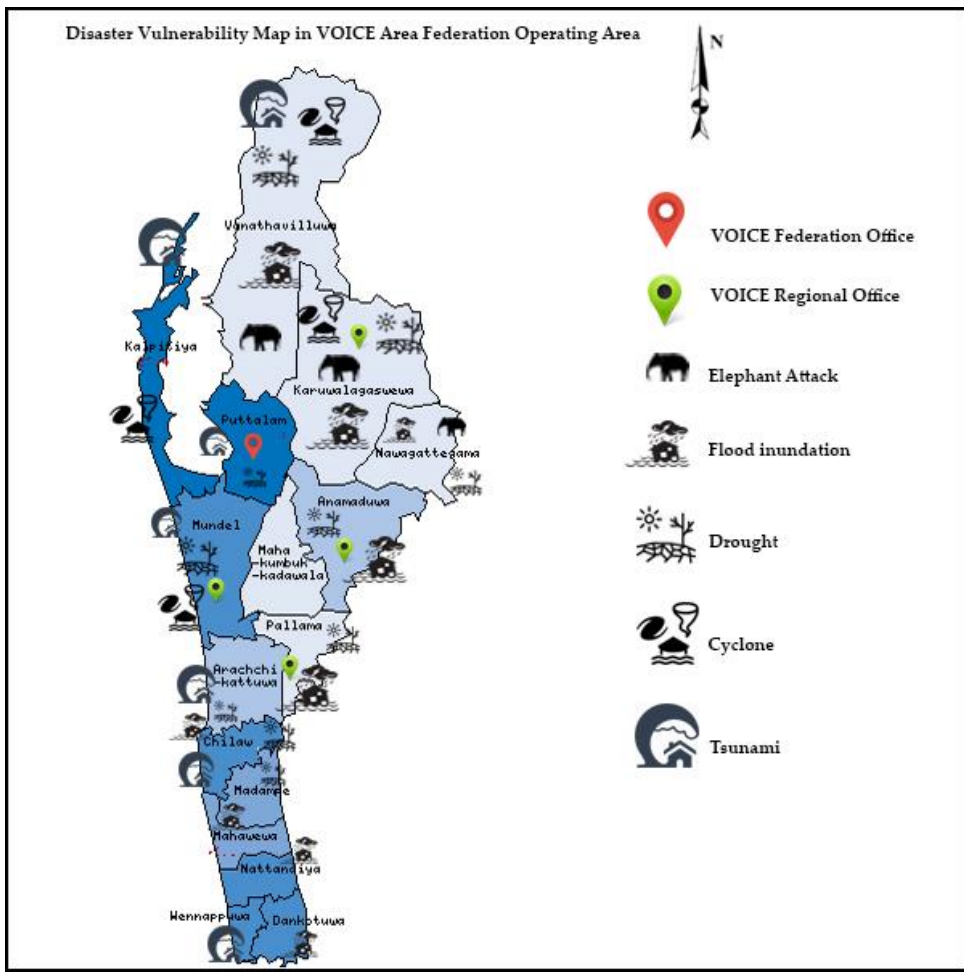 Disaster Vulnerability Map in VOICE Area Federation Operating Area
N
Vanathavilluwa
Kalpitiya
Karuwalagaswewa
Puttalam
Nawagattegama
Anamaduwa
Mundel
Maha
-kumbuk
-kadawala
Pallama
Arachchi
-kattuwa
Chilaw
Madampe
Mahawewa
Nattandiya
Wennappuwa
Dankotuwa
VOICE Federation Office
VOICE Regional Office
Elephant Attack
Flood inundation
Drought
Cyclone
Tsunami